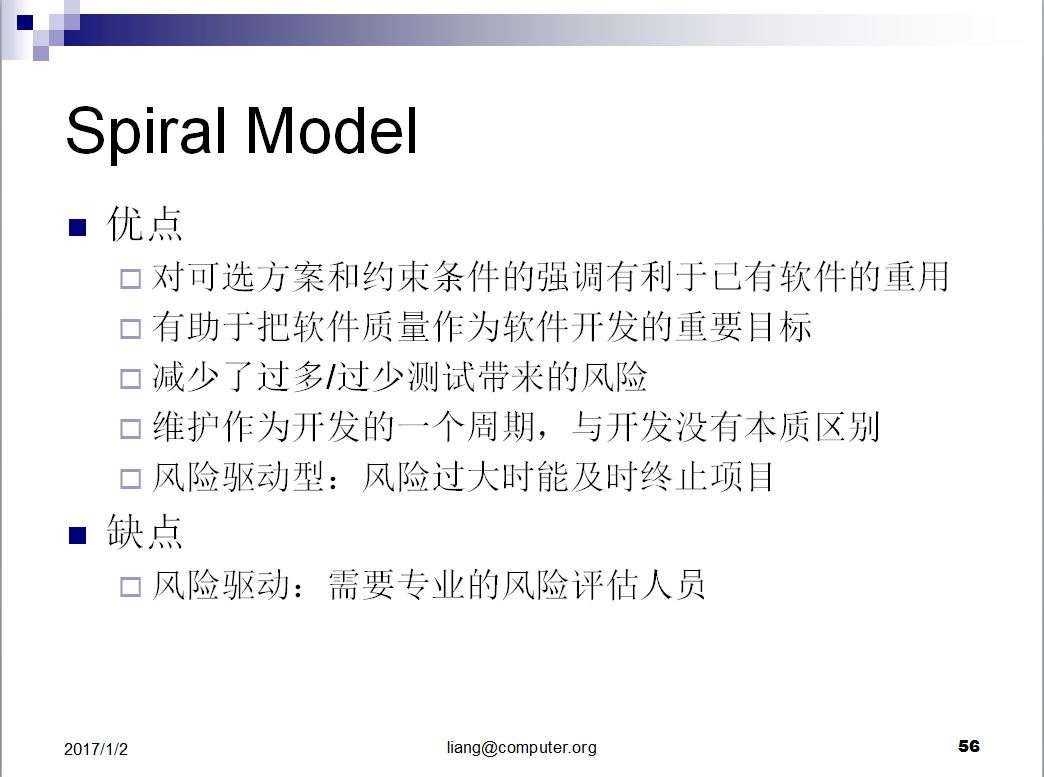 Spiral Model
优点
对可选方案和约束条件的强调有利于已有软件的重用
有助于把软件质量作为软件开发的重要目标
减少了过多/过少测试带来的风险
维护作为开发的一个周期，与开发没有本质区别
风险驱动型：风险过大时能及时终止项目
缺点
风险驱动：需要专业的风险评估人员
2017/1/2
liang@computer.org
56